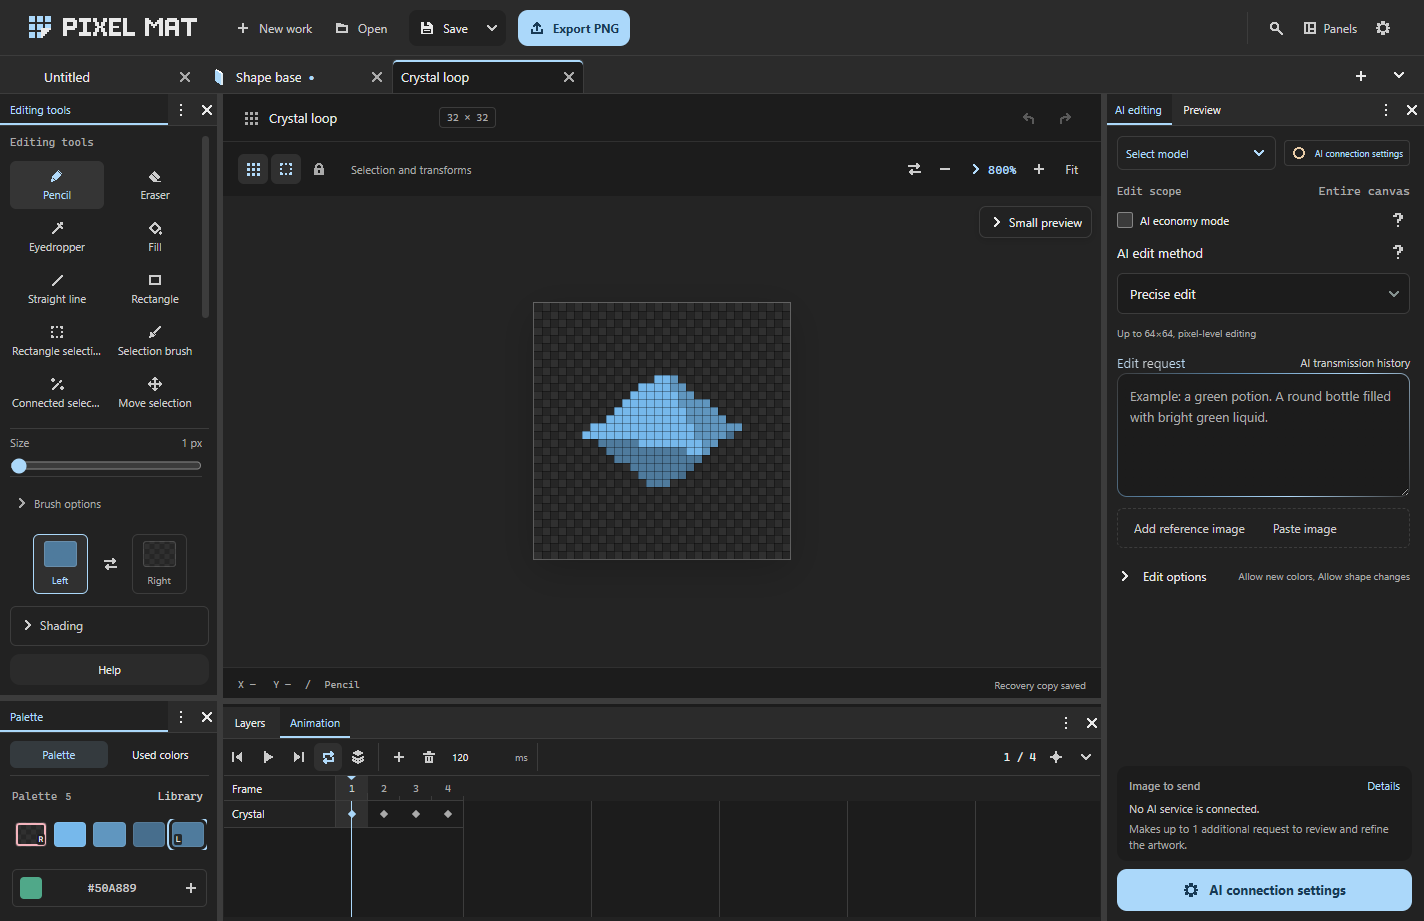 PIXEL MAT
New work
Open
Save
Export PNG
Panels
Untitled
Shape base
Crystal loop
Editing tools
Editing tools
Pencil
Eraser
Eyedropper
Fill
Straight line
Rectangle
Rectangle selecti...
Selection brush
Connected selec...
Move selection
Size
1 px
Brush options
Left
Right
Shading
Help
Palette
Palette
Used colors
Palette 5
Library
R
L
#50A889
Crystal loop
32 × 32
Selection and transforms
800%
Fit
Small preview
X –
Y –
/
Pencil
Recovery copy saved
Layers
Animation
120
ms
1 / 4
Frame
1
2
3
4
Crystal
AI editing
Preview
Select model
AI connection settings
Edit scope
Entire canvas
AI economy mode
?
AI edit method
?
Precise edit
Up to 64×64, pixel-level editing
Edit request
AI transmission history
Example: a green potion. A round bottle filled
with bright green liquid.
Add reference image
Paste image
Edit options
Allow new colors, Allow shape changes
Image to send
Details
No AI service is connected.
Makes up to 1 additional request to review and refine
the artwork.
AI connection settings